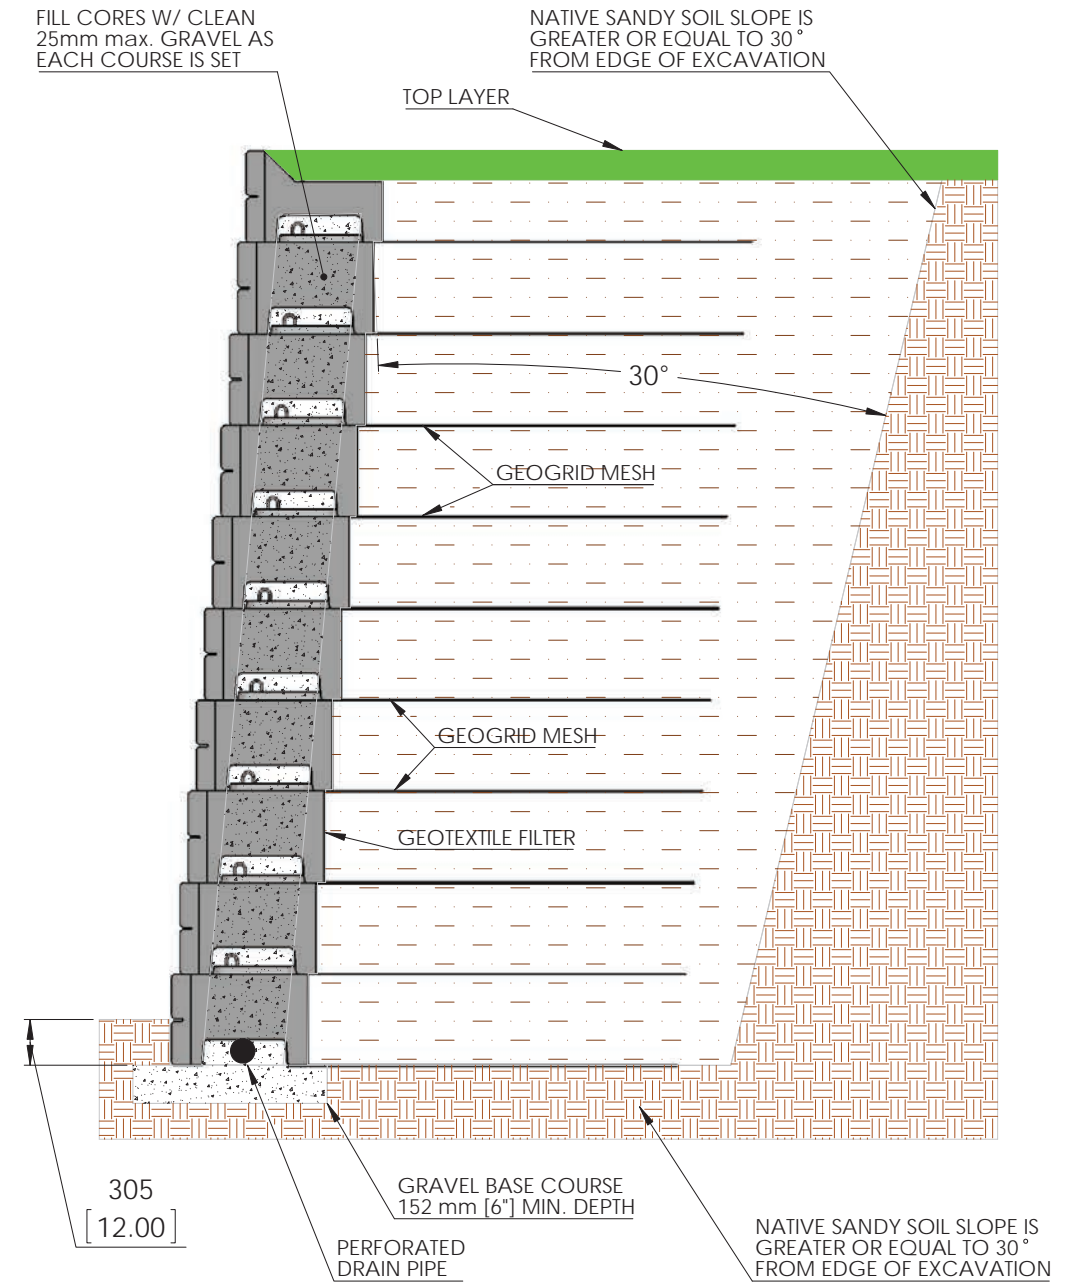 FILL CORES W/ CLEAN
25mm max. GRAVEL AS
EACH COURSE IS SET
NATIVE SANDY SOIL SLOPE IS
GREATER OR EQUAL TO 30°
FROM EDGE OF EXCAVATION
TOP LAYER
30°
GEOGRID MESH
GEOGRID MESH
GEOTEXTILE FILTER
305
[12.00]
GRAVEL BASE COURSE
152 mm [6"] MIN. DEPTH
PERFORATED
DRAIN PIPE
NATIVE SANDY SOIL SLOPE IS
GREATER OR EQUAL TO 30°
FROM EDGE OF EXCAVATION